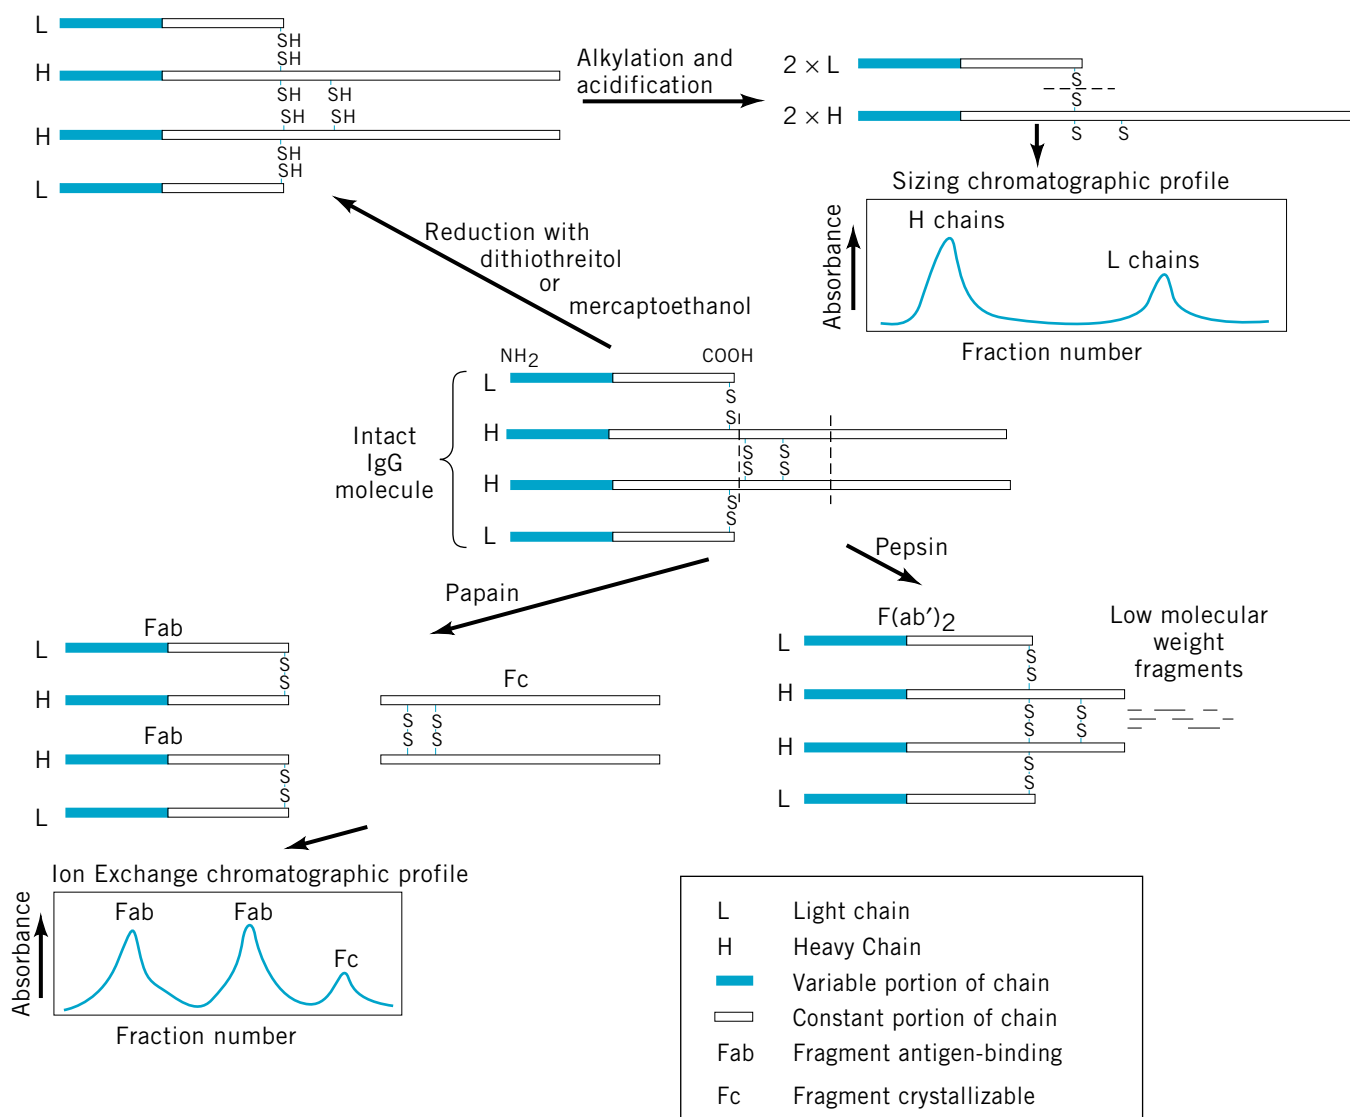 L
SH
SH
H
SH SH
SH SH
H
SH
SH
L
Alkylation and
acidification
2 × L
S
S
2 × H
S S
Sizing chromatographic profile
H chains
L chains
Absorbance
Fraction number
Reduction with
dithiothreitol
or
mercaptoethanol
NH2 COOH
L
S
S
H
S S
S S
H
S
S
L
Intact
IgG
molecule
Papain
Pepsin
Fab
L
S
S
H
Fab
H
S
S
L
Fc
S S
S S
F(ab′)2
L
S
S
H
S S
S S
H
S
S
L
Low molecular
weight
fragments
Ion Exchange chromatographic profile
Fab Fab
Fc
Absorbance
Fraction number
L Light chain
H Heavy Chain
Variable portion of chain
Constant portion of chain
Fab Fragment antigen-binding
Fc Fragment crystallizable